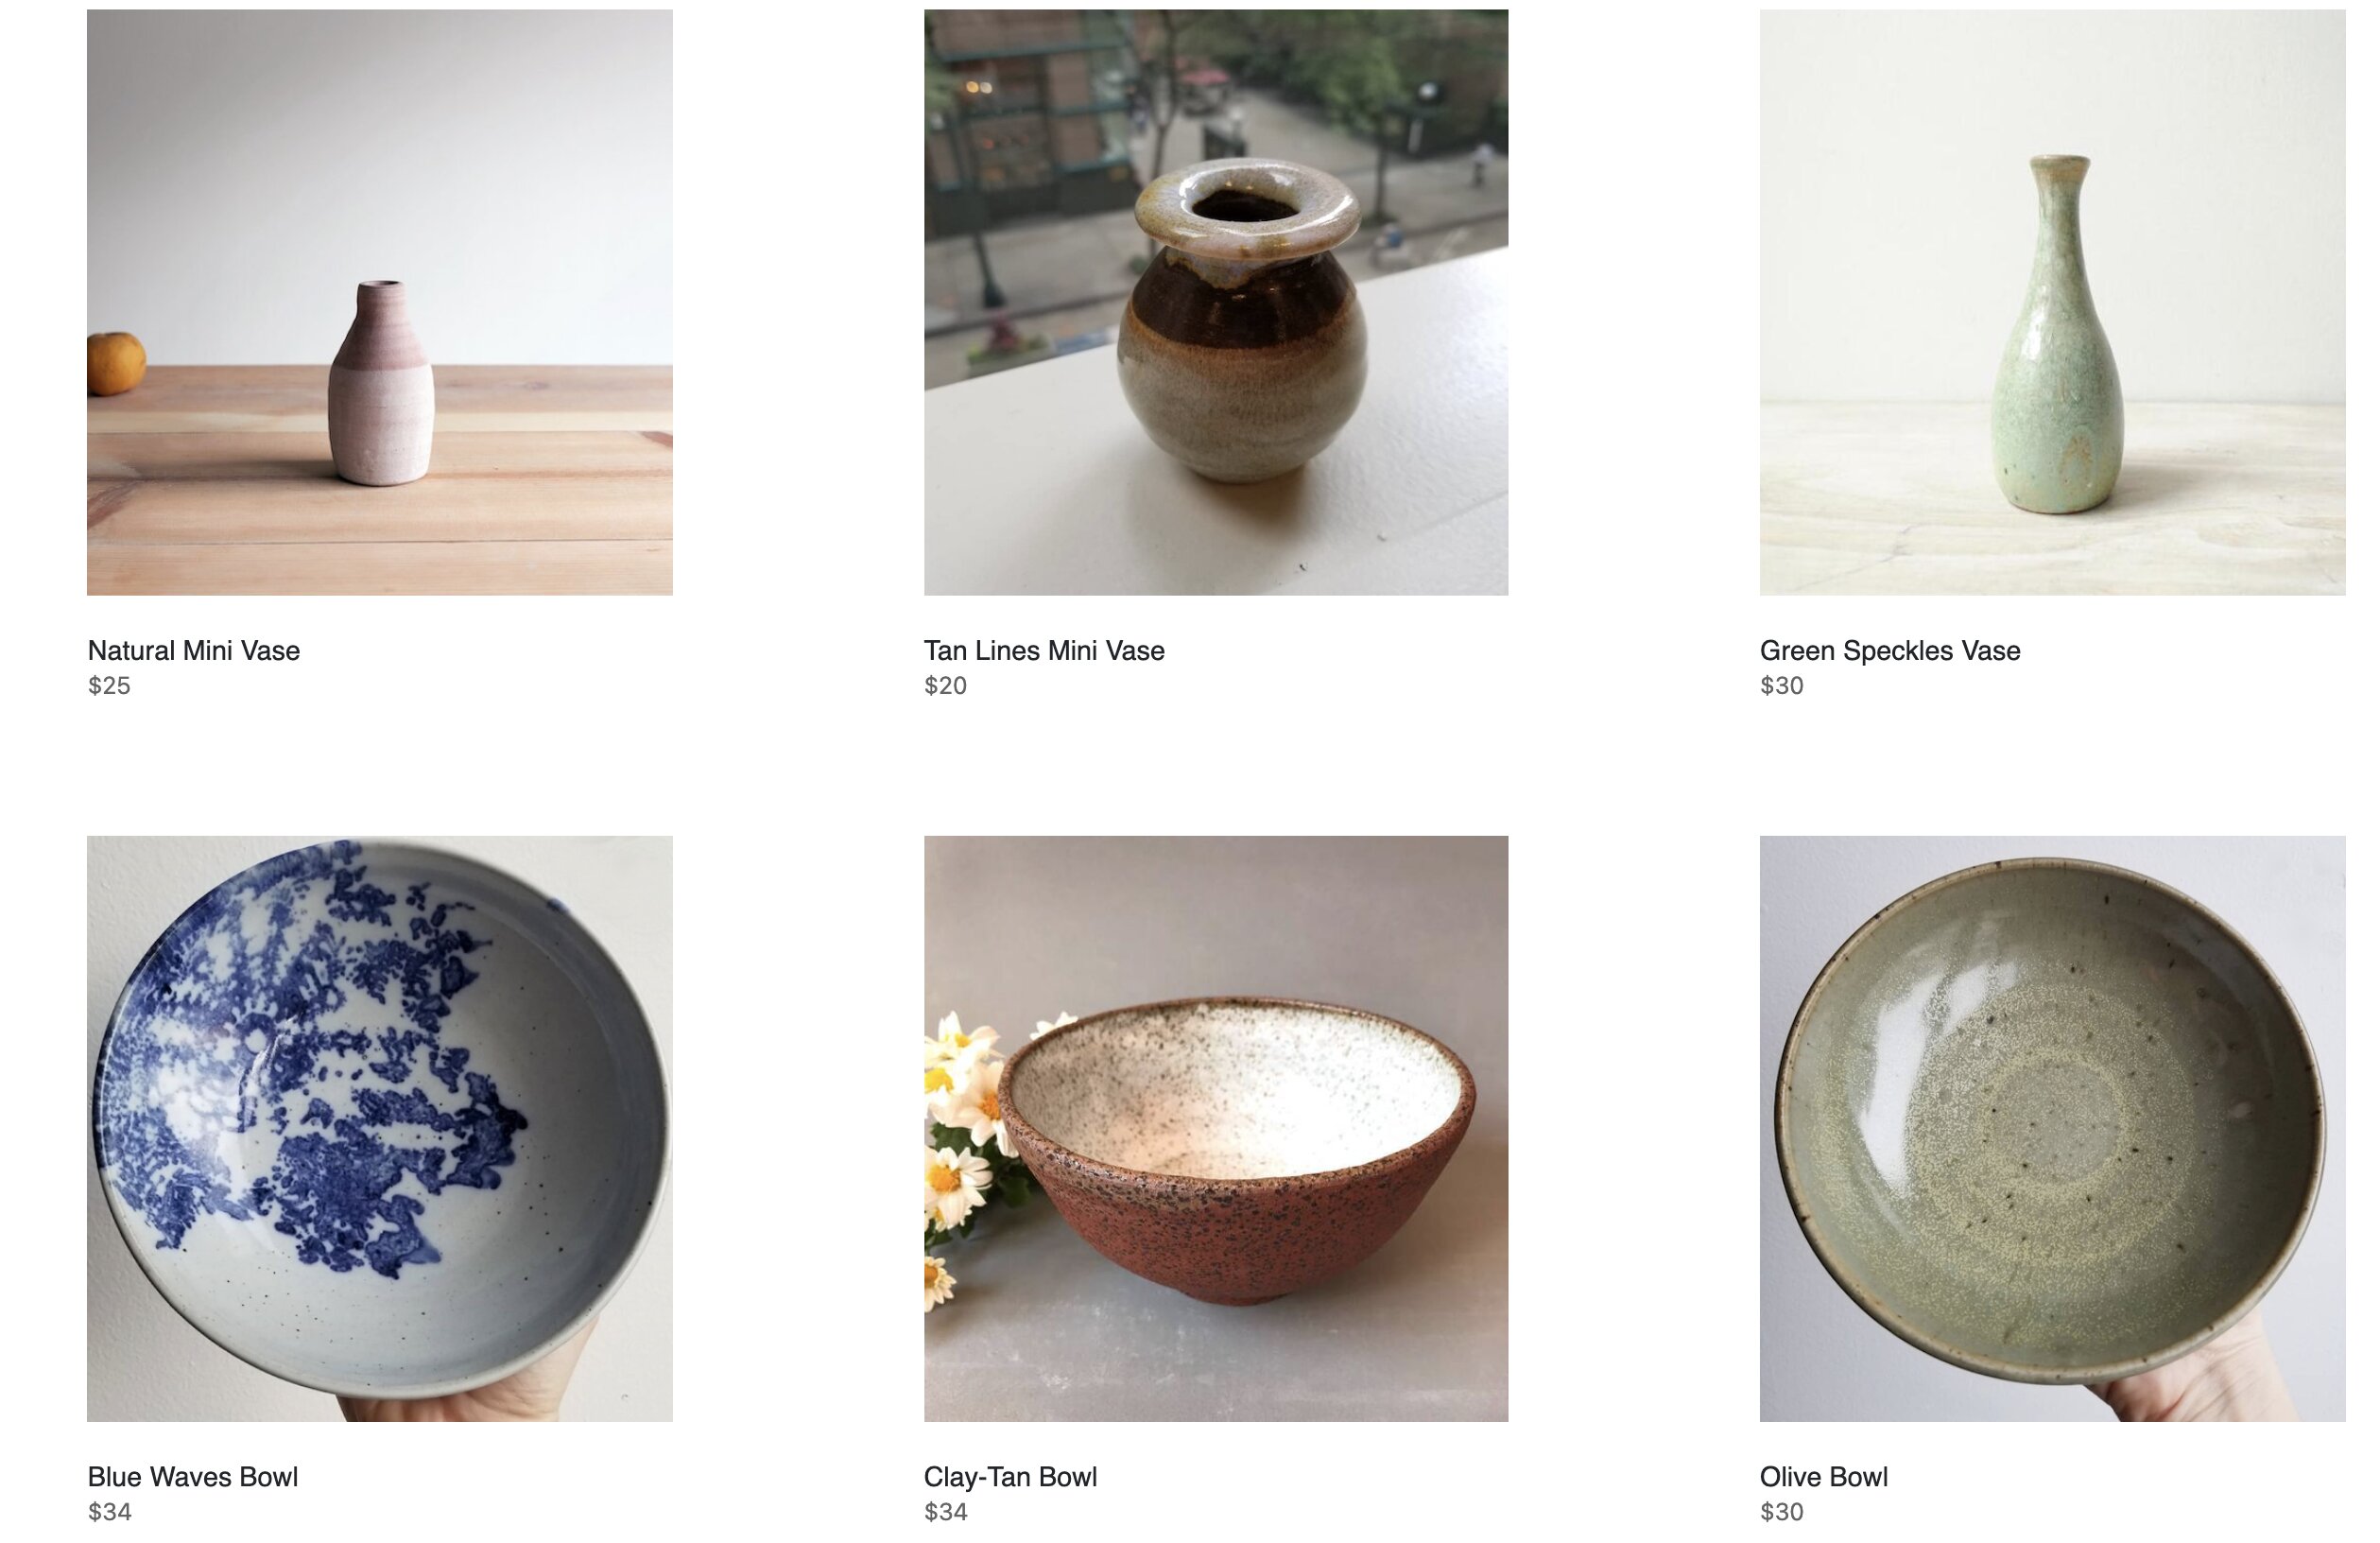 Natural Mini Vase
$25
Tan Lines Mini Vase
$20
Green Speckles Vase
$30
Blue Waves Bowl
$34
Clay-Tan Bowl
$34
Olive Bowl
$30